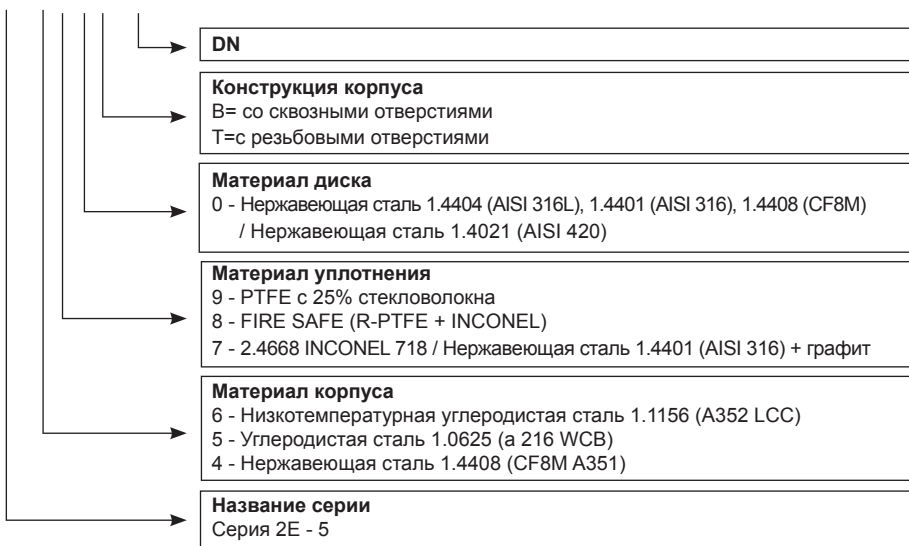 DN
Конструкция корпуса
B= со сквозными отверстиями
T=с резьбовыми отверстиями
Материал диска
0 - Нержавеющая сталь 1.4404 (AISI 316L), 1.4401 (AISI 316), 1.4408 (CF8M)
/ Нержавеющая сталь 1.4021 (AISI 420)
Материал уплотнения
9 - PTFE с 25% стекловолокна
8 - FIRE SAFE (R-PTFE + INCONEL)
7 - 2.4668 INCONEL 718 / Нержавеющая сталь 1.4401 (AISI 316) + графит
Материал корпуса
6 - Низкотемпературная углеродистая сталь 1.1156 (A352 LCC)
5 - Углеродистая сталь 1.0625 (а 216 WCB)
4 - Нержавеющая сталь 1.4408 (CF8M A351)
Название серии
Серия 2E - 5